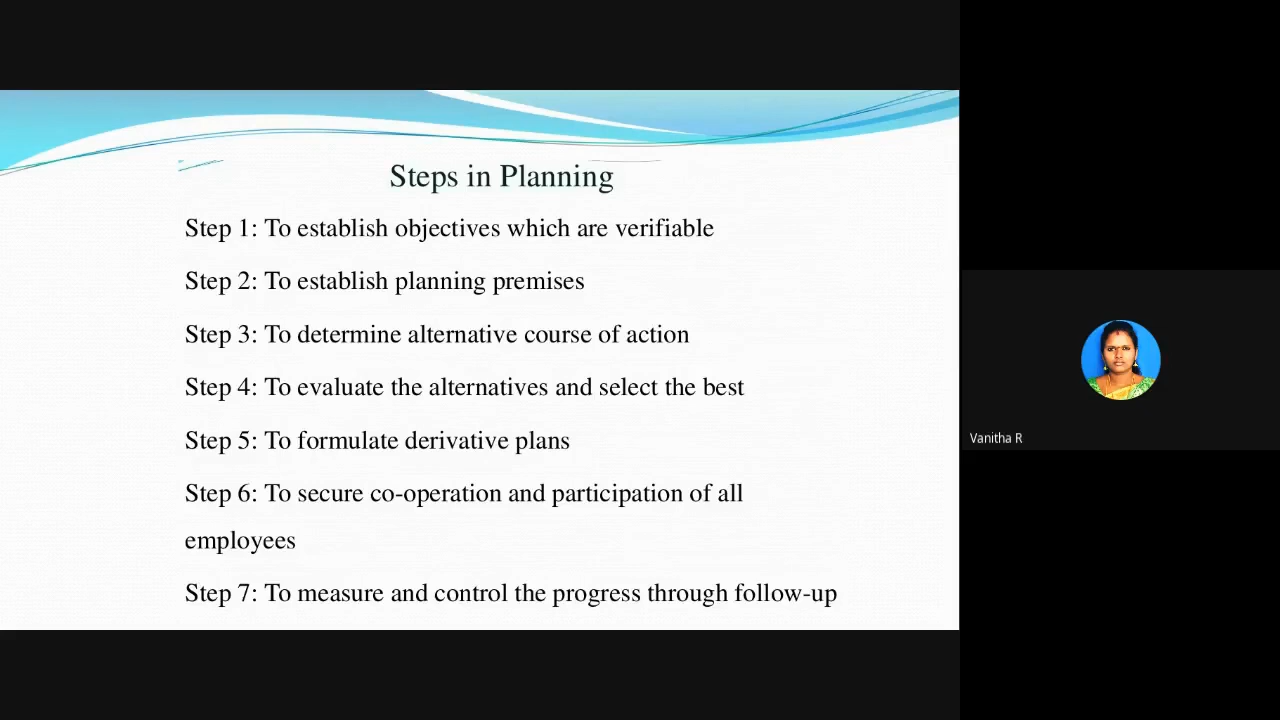 Steps in Planning
Step 1: To establish objectives which are verifiable
Step 2: To establish planning premises
Step 3: To determine alternative course of action
Step 4: To evaluate the alternatives and select the best
Step 5: To formulate derivative plans
Step 6: To secure co-operation and participation of all
employees
Step 7: To measure and control the progress through follow-up
Vanitha R